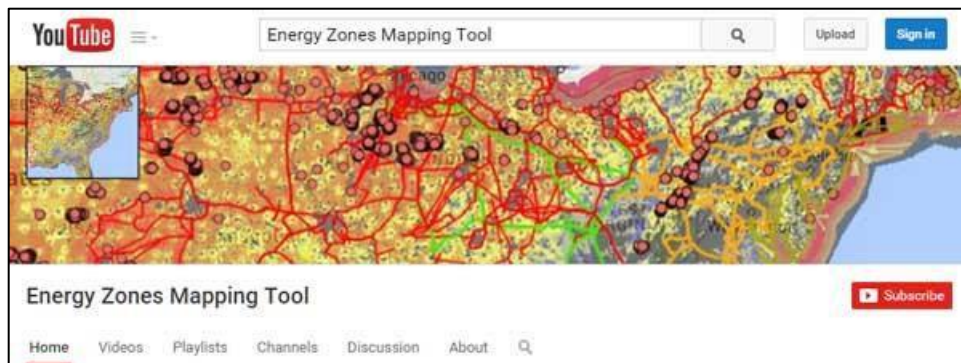 YouTube Energy Zones Mapping Tool Upload Sign in
Energy Zones Mapping Tool
Subscribe
Home Videos Playlists Channels Discussion About